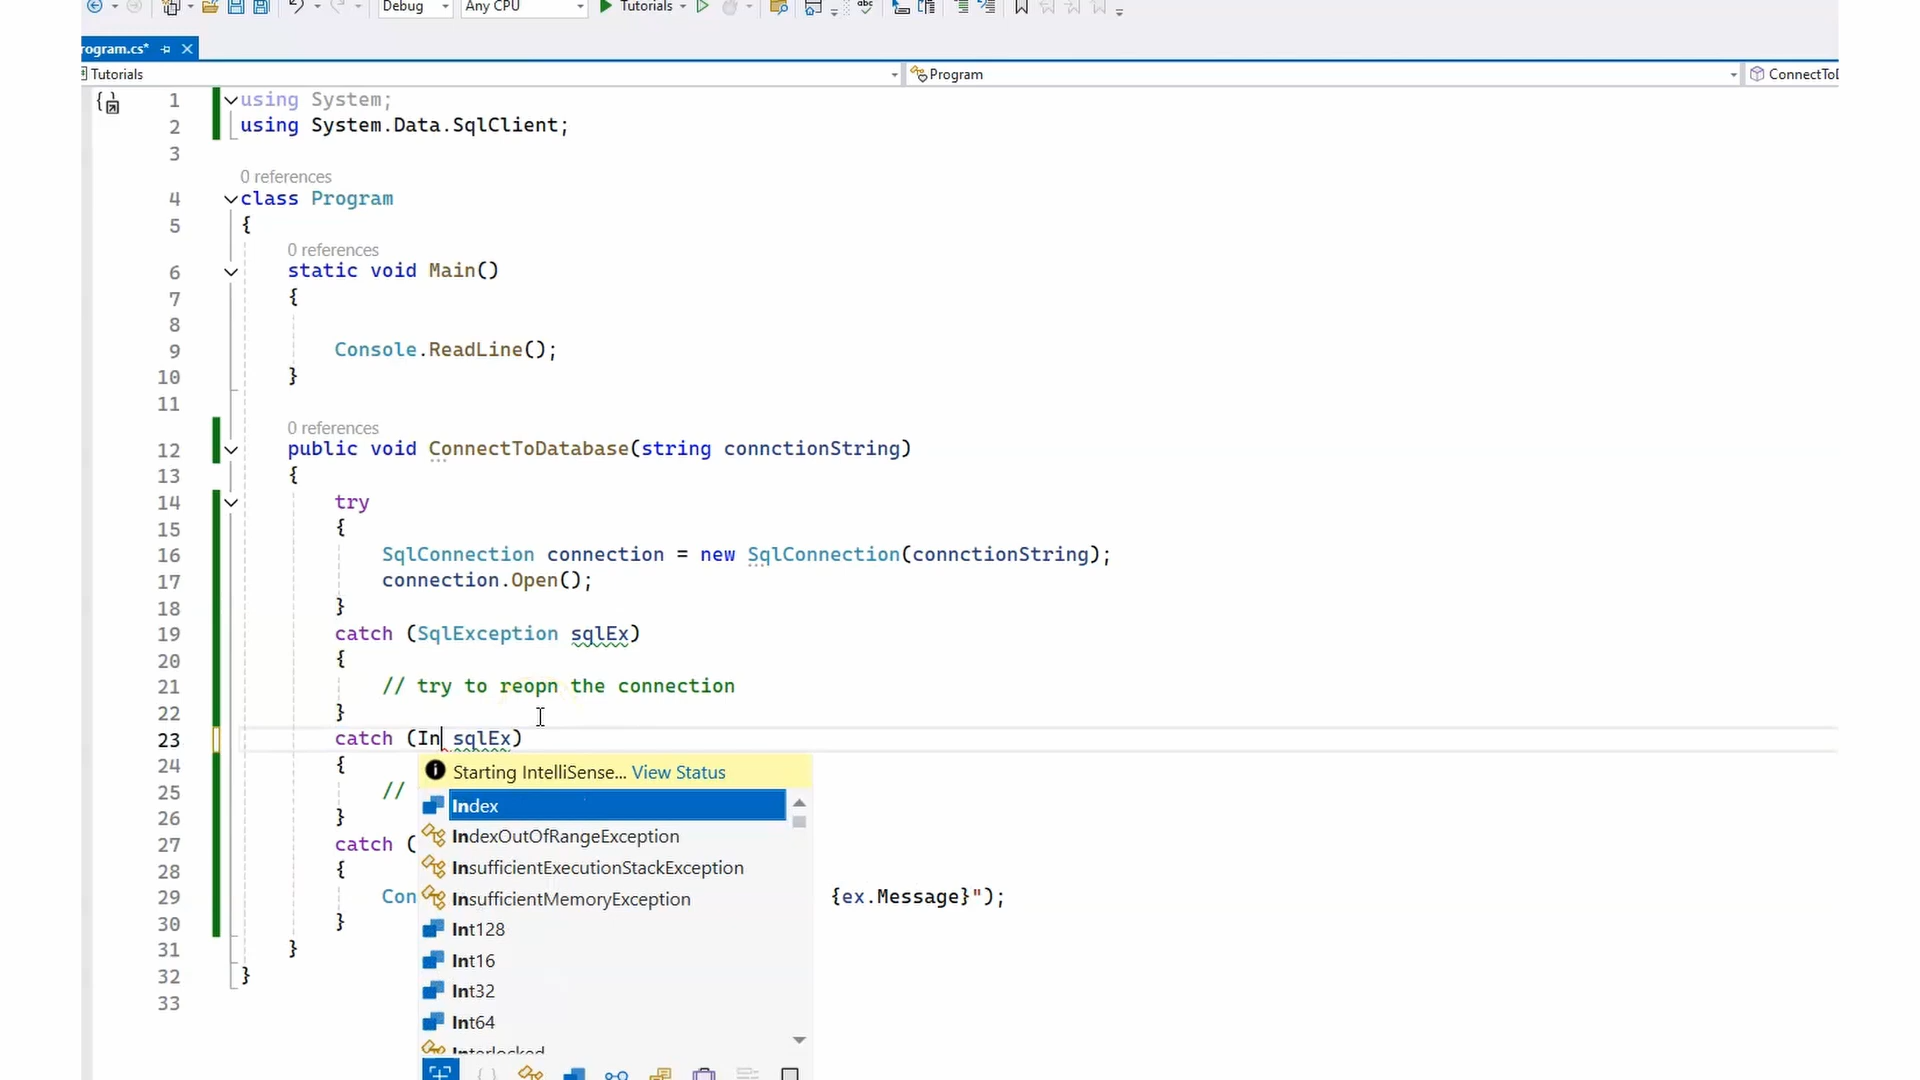 Debug Any CPU Tutorials abc
rogram.cs*
Tutorials Program
1 using System;
2 using System.Data.SqlClient;
3
0 references
4 class Program
5 {
0 references
6 static void Main()
7 {
8
9 Console.ReadLine();
10 }
11
0 references
12 public void ConnectToDatabase(string connctionString)
13 {
14 try
15 {
16 SqlConnection connection = new SqlConnection(connctionString);
17 connection.Open();
18 }
19 catch (SqlException sqlEx)
20 {
21 // try to reopn the connection
22 }
23 catch (In sqlEx)
24 {
Starting IntelliSense... View Status
25 //
Index
26 }
IndexOutOfRangeException
27 catch (
InsufficientExecutionStackException
28 {
29 Con {ex.Message}");
InsufficientMemoryException
30 }
Int128
31 }
Int16
32 }
Int32
33
Int64
Interlocked